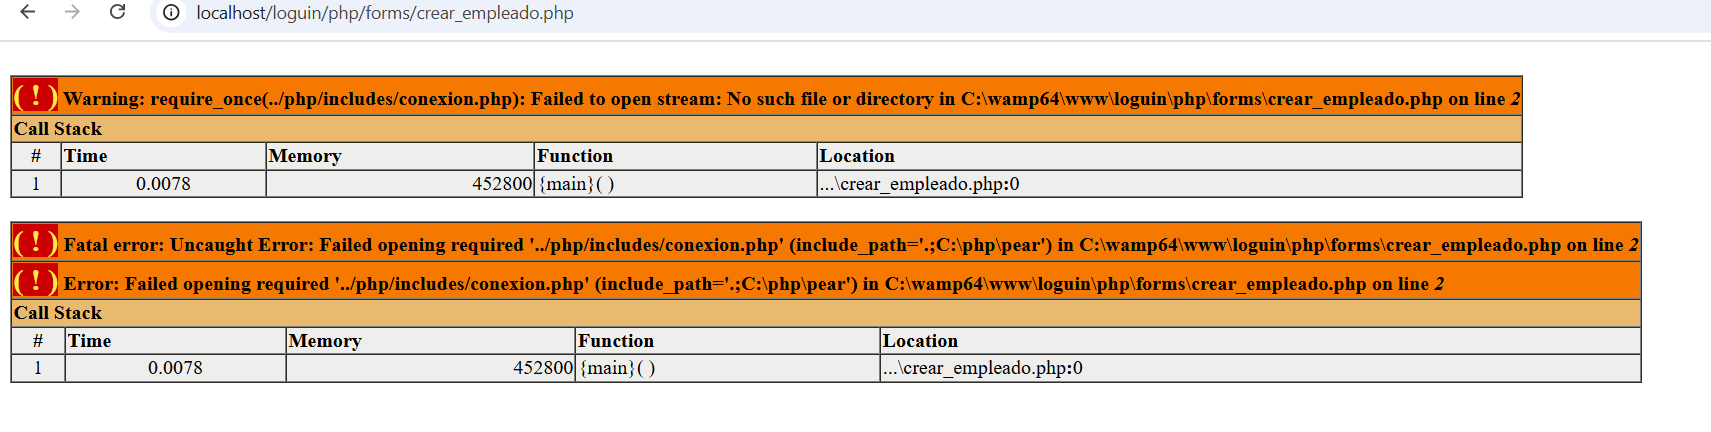 localhost/loguin/php/forms/crear_empleado.php
( ! ) Warning: require_once(../php/includes/conexion.php): Failed to open stream: No such file or directory in C:\wamp64\www\loguin\php\forms\crear_empleado.php on line 2
Call Stack
# Time Memory Function Location
1 0.0078 452800 {main}( ) ...\crear_empleado.php:0
( ! ) Fatal error: Uncaught Error: Failed opening required '../php/includes/conexion.php' (include_path='.;C:\php\pear') in C:\wamp64\www\loguin\php\forms\crear_empleado.php on line 2
( ! ) Error: Failed opening required '../php/includes/conexion.php' (include_path='.;C:\php\pear') in C:\wamp64\www\loguin\php\forms\crear_empleado.php on line 2
Call Stack
# Time Memory Function Location
1 0.0078 452800 {main}( ) ...\crear_empleado.php:0